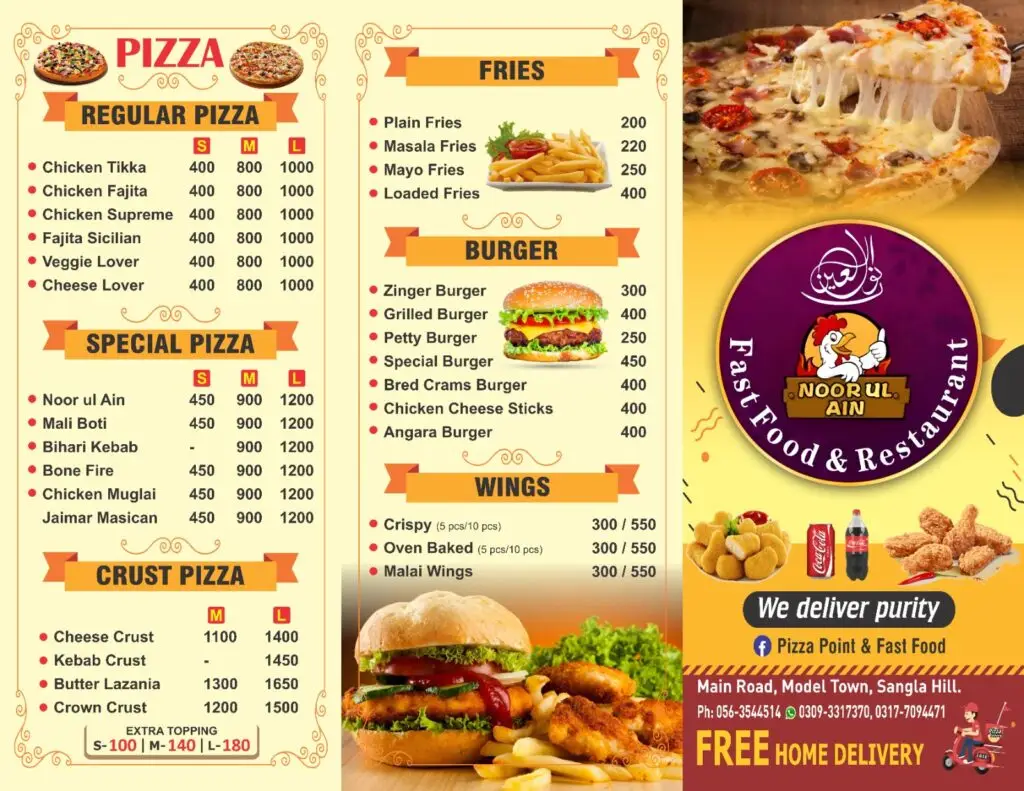 PIZZA
REGULAR PIZZA
S M L
Chicken Tikka 400 800 1000
Chicken Fajita 400 800 1000
Chicken Supreme 400 800 1000
Fajita Sicilian 400 800 1000
Veggie Lover 400 800 1000
Cheese Lover 400 800 1000
SPECIAL PIZZA
S M L
Noor ul Ain 450 900 1200
Mali Boti 450 900 1200
Bihari Kebab - 900 1200
Bone Fire 450 900 1200
Chicken Muglai 450 900 1200
Jaimar Masican 450 900 1200
CRUST PIZZA
M L
Cheese Crust 1100 1400
Kebab Crust - 1450
Butter Lazania 1300 1650
Crown Crust 1200 1500
EXTRA TOPPING
S-100 | M-140 | L-180
FRIES
Plain Fries 200
Masala Fries 220
Mayo Fries 250
Loaded Fries 400
BURGER
Zinger Burger 300
Grilled Burger 400
Petty Burger 250
Special Burger 450
Bred Crams Burger 400
Chicken Cheese Sticks 400
Angara Burger 400
WINGS
Crispy (5 pcs/10 pcs) 300 / 550
Oven Baked (5 pcs/10 pcs) 300 / 550
Malai Wings 300 / 550
نور العین
NOOR UL
AIN
Fast Food & Restaurant
Coca-Cola
We deliver purity
Pizza Point & Fast Food
Main Road, Model Town, Sangla Hill.
Ph: 056-3544514 0309-3317370, 0317-7094471
FREE HOME DELIVERY